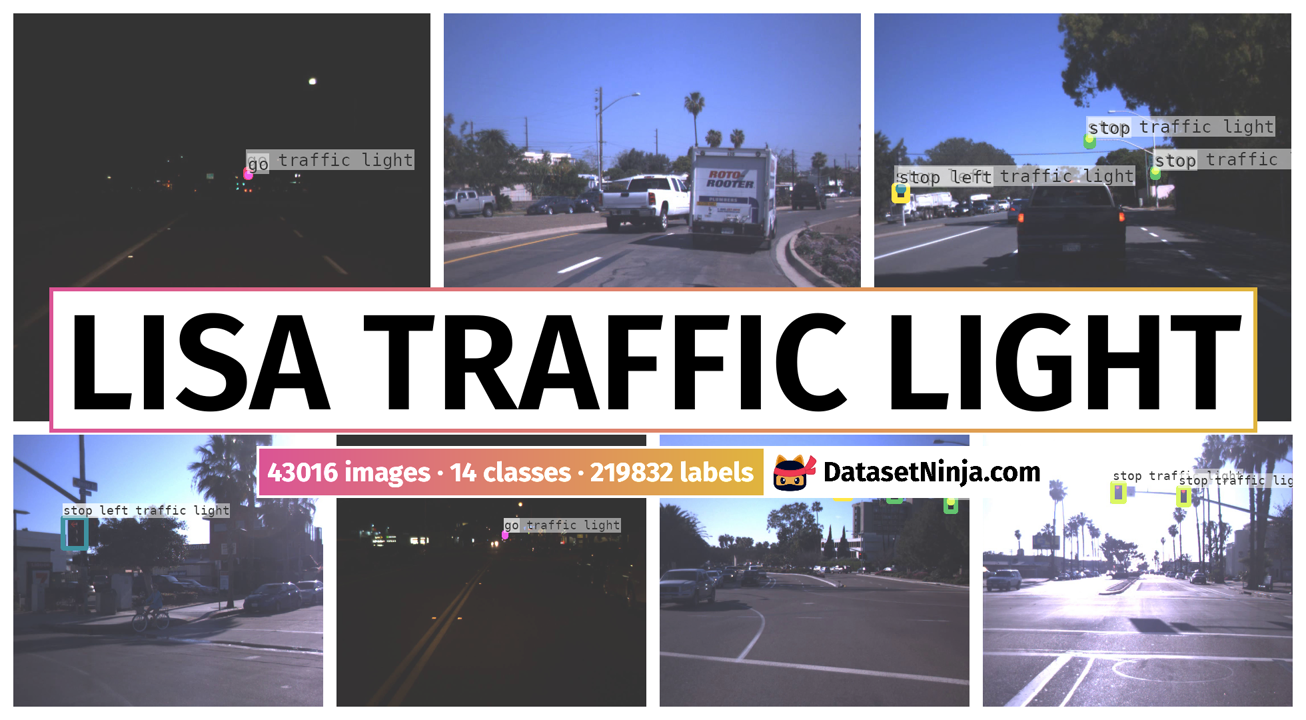 go traffic light
ROTO
ROOTER
PLUMBERS
stop traffic light
stop traffic
stop left traffic light
LISA TRAFFIC LIGHT
43016 images · 14 classes · 219832 labels
DatasetNinja.com
stop left traffic light
go traffic light
stop traffic light
stop traffic lig